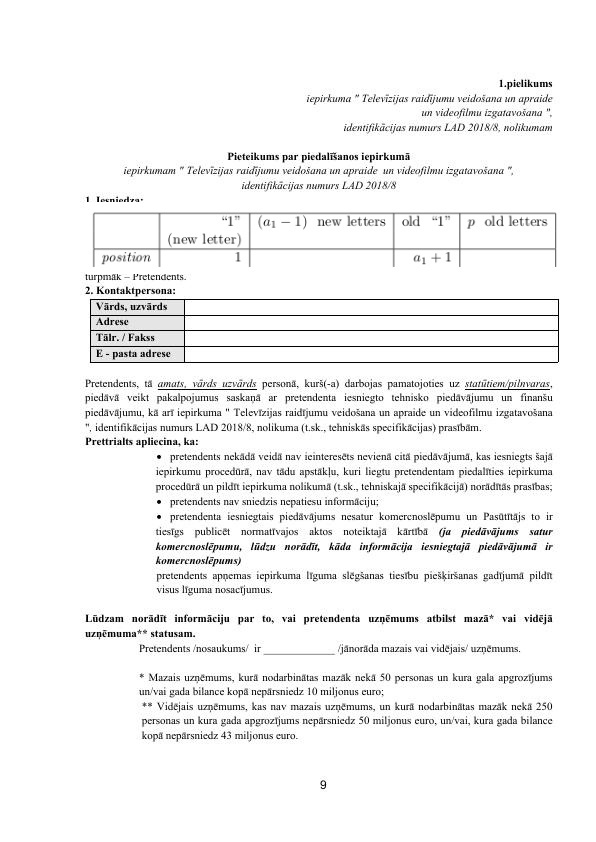 1.pielikums
iepirkuma " Televīzijas raidījumu veidošana un apraide
un videofilmu izgatavošana ",
identifikācijas numurs LAD 2018/8, nolikumam
Pieteikums par piedalīšanos iepirkumā
iepirkumam " Televīzijas raidījumu veidošana un apraide un videofilmu izgatavošana ",
identifikācijas numurs LAD 2018/8
1. Iesniedza:
“1” (a₁ − 1) new letters old “1” p old letters
(new letter)
position 1 a₁ + 1
turpmāk – Pretendents.
2. Kontaktpersona:
Vārds, uzvārds
Adrese
Tālr. / Fakss
E - pasta adrese
Pretendents, tā amats, vārds uzvārds personā, kurš(-a) darbojas pamatojoties uz statūtiem/pilnvaras,
piedāvā veikt pakalpojumus saskaņā ar pretendenta iesniegto tehnisko piedāvājumu un finanšu
piedāvājumu, kā arī iepirkuma " Televīzijas raidījumu veidošana un apraide un videofilmu izgatavošana
", identifikācijas numurs LAD 2018/8, nolikuma (t.sk., tehniskās specifikācijas) prasībām.
Prettrialts apliecina, ka:
• pretendents nekādā veidā nav ieinteresēts nevienā citā piedāvājumā, kas iesniegts šajā
iepirkumu procedūrā, nav tādu apstākļu, kuri liegtu pretendentam piedalīties iepirkuma
procedūrā un pildīt iepirkuma nolikumā (t.sk., tehniskajā specifikācijā) norādītās prasības;
• pretendents nav sniedzis nepatiesu informāciju;
• pretendenta iesniegtais piedāvājums nesatur komercnoslēpumu un Pasūtītājs to ir
tiesīgs publicēt normatīvajos aktos noteiktajā kārtībā (ja piedāvājums satur
komercnoslēpumu, lūdzu norādīt, kāda informācija iesniegtajā piedāvājumā ir
komercnoslēpums)
pretendents apņemas iepirkuma līguma slēgšanas tiesību piešķiršanas gadījumā pildīt
visus līguma nosacījumus.
Lūdzam norādīt informāciju par to, vai pretendenta uzņēmums atbilst mazā* vai vidējā
uzņēmuma** statusam.
Pretendents /nosaukums/ ir _____________ /jānorāda mazais vai vidējais/ uzņēmums.
* Mazais uzņēmums, kurā nodarbinātas mazāk nekā 50 personas un kura gala apgrozījums
un/vai gada bilance kopā nepārsniedz 10 miljonus euro;
** Vidējais uzņēmums, kas nav mazais uzņēmums, un kurā nodarbinātas mazāk nekā 250
personas un kura gada apgrozījums nepārsniedz 50 miljonus euro, un/vai, kura gada bilance
kopā nepārsniedz 43 miljonus euro.
9